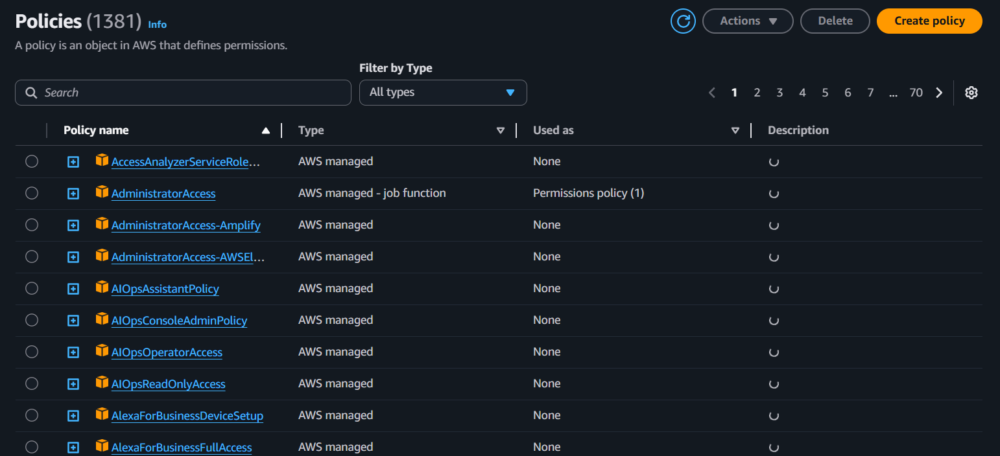 Policies (1381) Info
Actions Delete Create policy
A policy is an object in AWS that defines permissions.
Filter by Type
Search All types 1 2 3 4 5 6 7 ... 70
Policy name Type Used as Description
AccessAnalyzerServiceRole... AWS managed None
AdministratorAccess AWS managed - job function Permissions policy (1)
AdministratorAccess-Amplify AWS managed None
AdministratorAccess-AWSEl... AWS managed None
AIOpsAssistantPolicy AWS managed None
AIOpsConsoleAdminPolicy AWS managed None
AIOpsOperatorAccess AWS managed None
AIOpsReadOnlyAccess AWS managed None
AlexaForBusinessDeviceSetup AWS managed None
AlexaForBusinessFullAccess AWS managed None